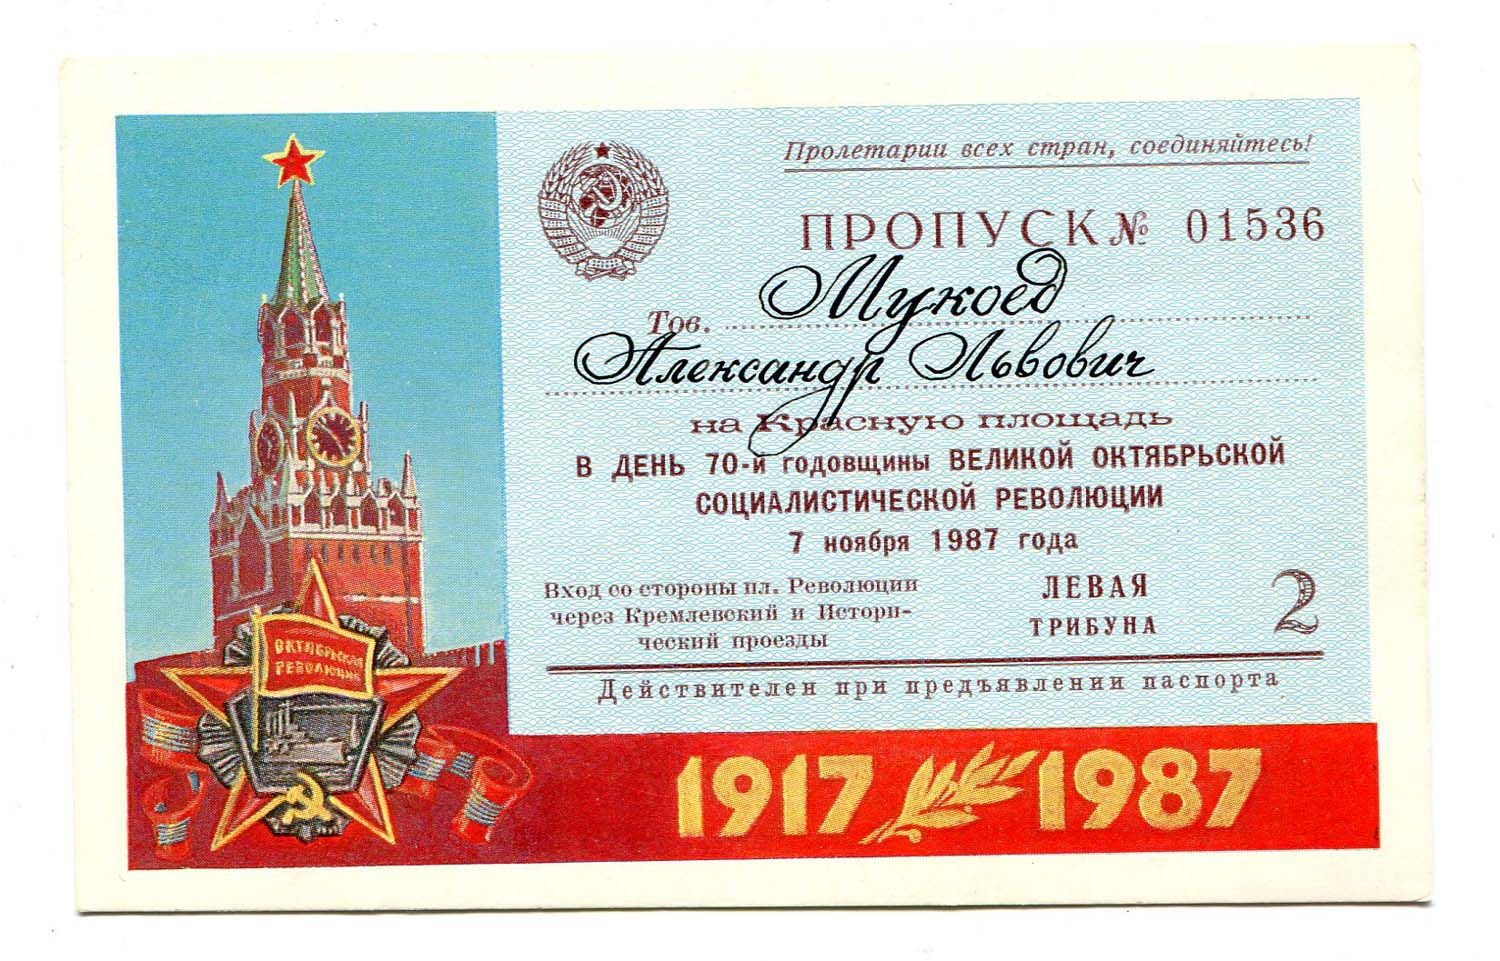 Пролетарии всех стран, соединяйтесь!
ПРОПУСК № 01536
Тов. Мукоед
Александр Львович
на Красную площадь
В ДЕНЬ 70-й годовщины ВЕЛИКОЙ ОКТЯБРЬСКОЙ
СОЦИАЛИСТИЧЕСКОЙ РЕВОЛЮЦИИ
7 ноября 1987 года
Вход со стороны пл. Революции
через Кремлевский и Истори-
ческий проезды
ЛЕВАЯ
ТРИБУНА
2
Действителен при предъявлении паспорта
ОКТЯБРЬСКАЯ
РЕВОЛЮЦИЯ
1917 1987